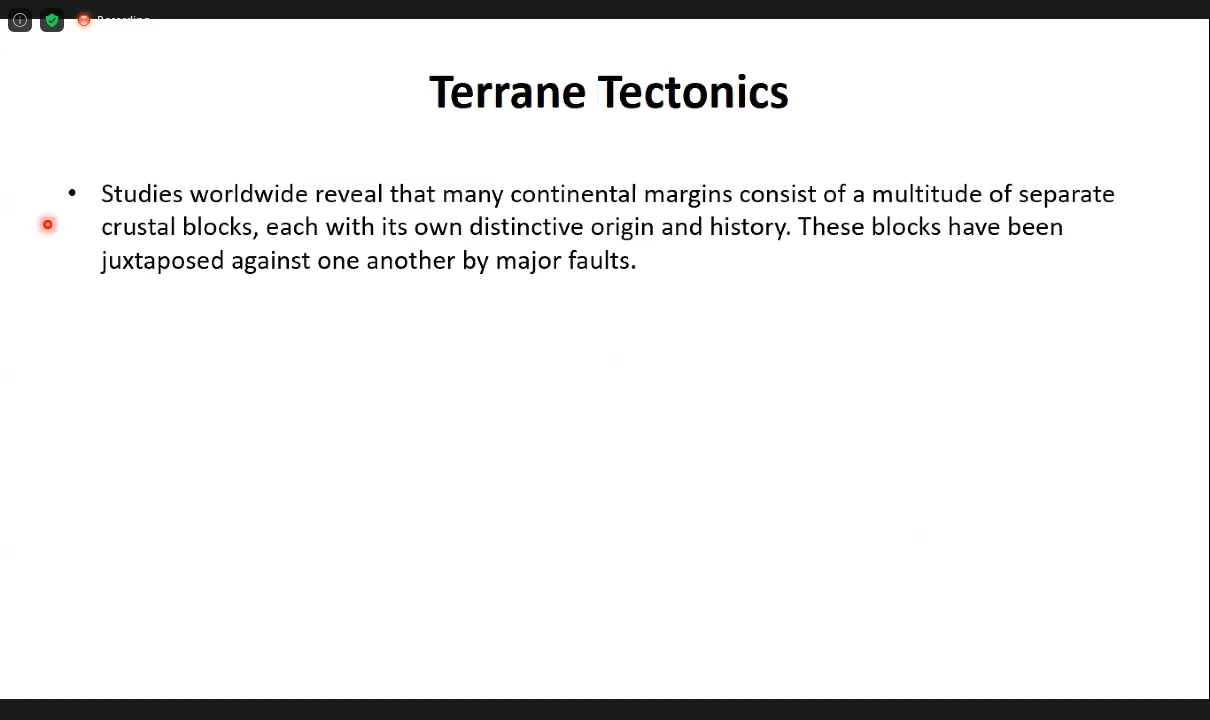 Recording
Terrane Tectonics
• Studies worldwide reveal that many continental margins consist of a multitude of separate
crustal blocks, each with its own distinctive origin and history. These blocks have been
juxtaposed against one another by major faults.